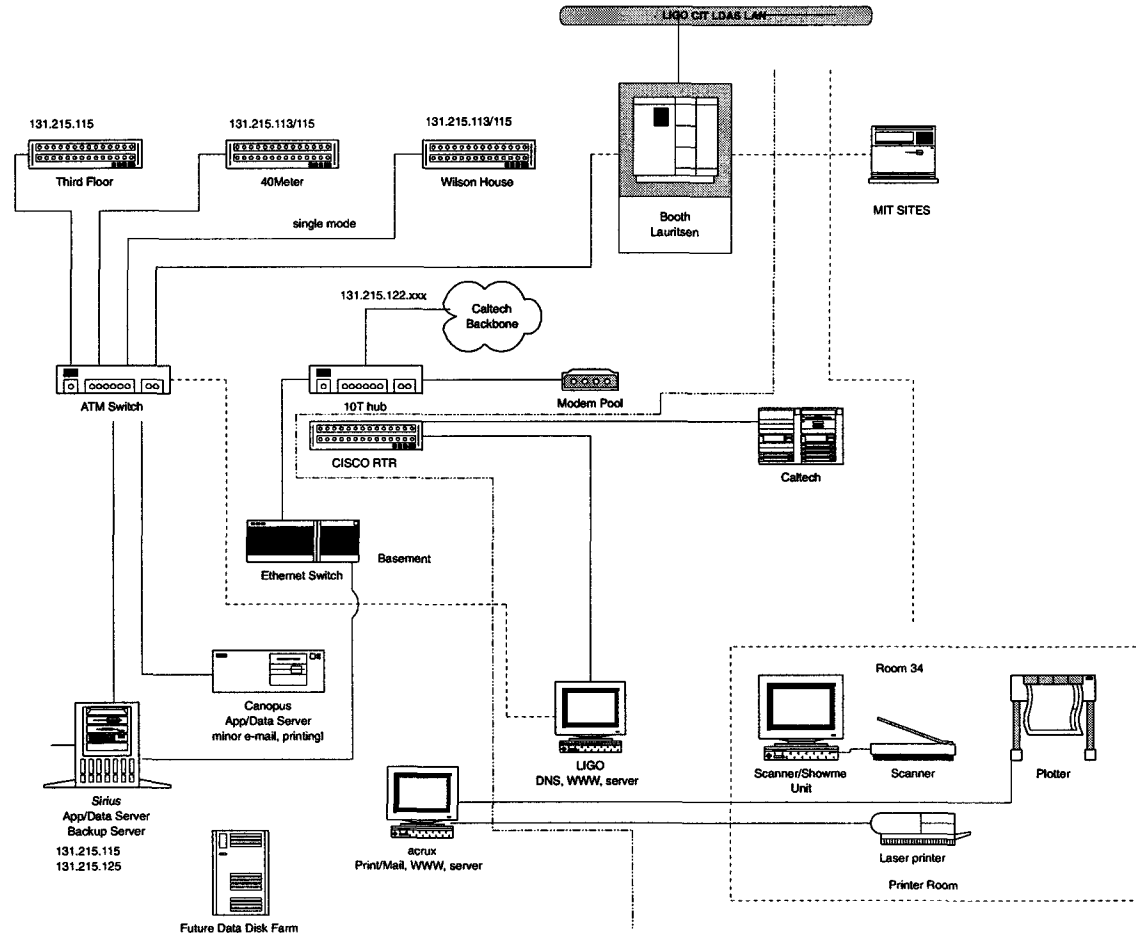 LIGO CIT LDAS LAN
131.215.115
131.215.113/115
131.215.113/115
Third Floor
40Meter
Wilson House
MIT SITES
single mode
Booth
Lauritsen
131.215.122.xxx
Caltech
Backbone
ATM Switch
10T hub
Modem Pool
CISCO RTR
Caltech
Basement
Ethernet Switch
Room 34
Canopus
App/Data Server
minor e-mail, printing!
LIGO
DNS, WWW, server
Scanner/Showme
Unit
Scanner
Plotter
Sirius
App/Data Server
Backup Server
131.215.115
131.215.125
acrux
Print/Mail, WWW, server
Laser printer
Printer Room
Future Data Disk Farm